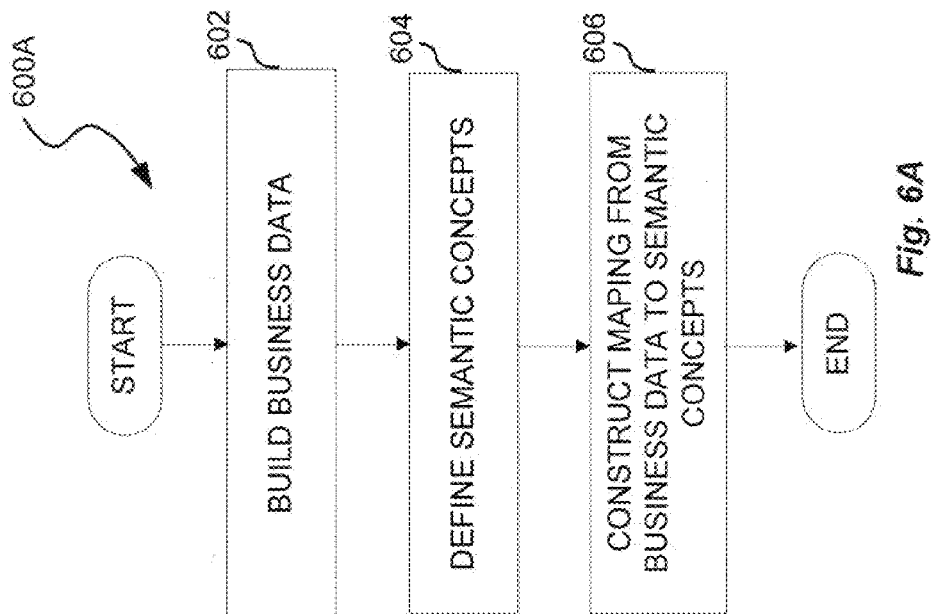 600A
START
602
BUILD BUSINESS DATA
604
DEFINE SEMANTIC CONCEPTS
606
CONSTRUCT MAPING FROM
BUSINESS DATA TO SEMANTIC
CONCEPTS
END
Fig. 6A